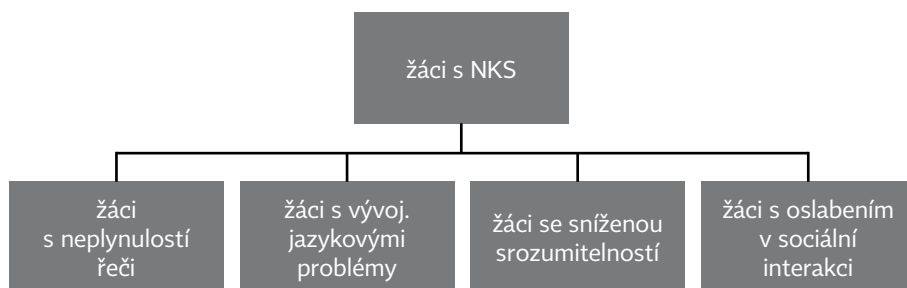 žáci s NKS
žáci
s neplynulostí
řeči
žáci s vývoj.
jazykovými
problémy
žáci se sníženou
srozumitelností
žáci s oslabením
v sociální
interakci